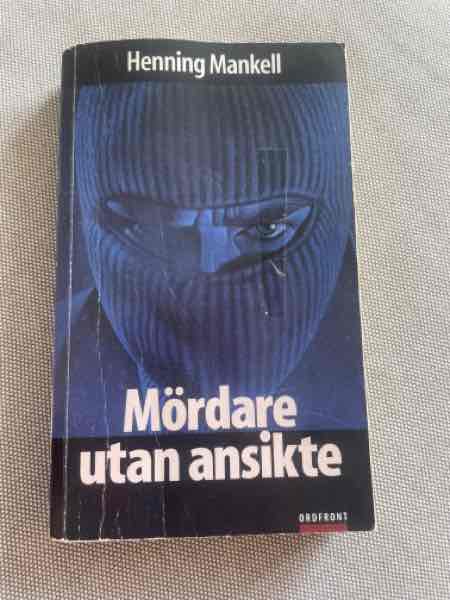 Henning Mankell
Mördare
utan ansikte
ORDFRONT